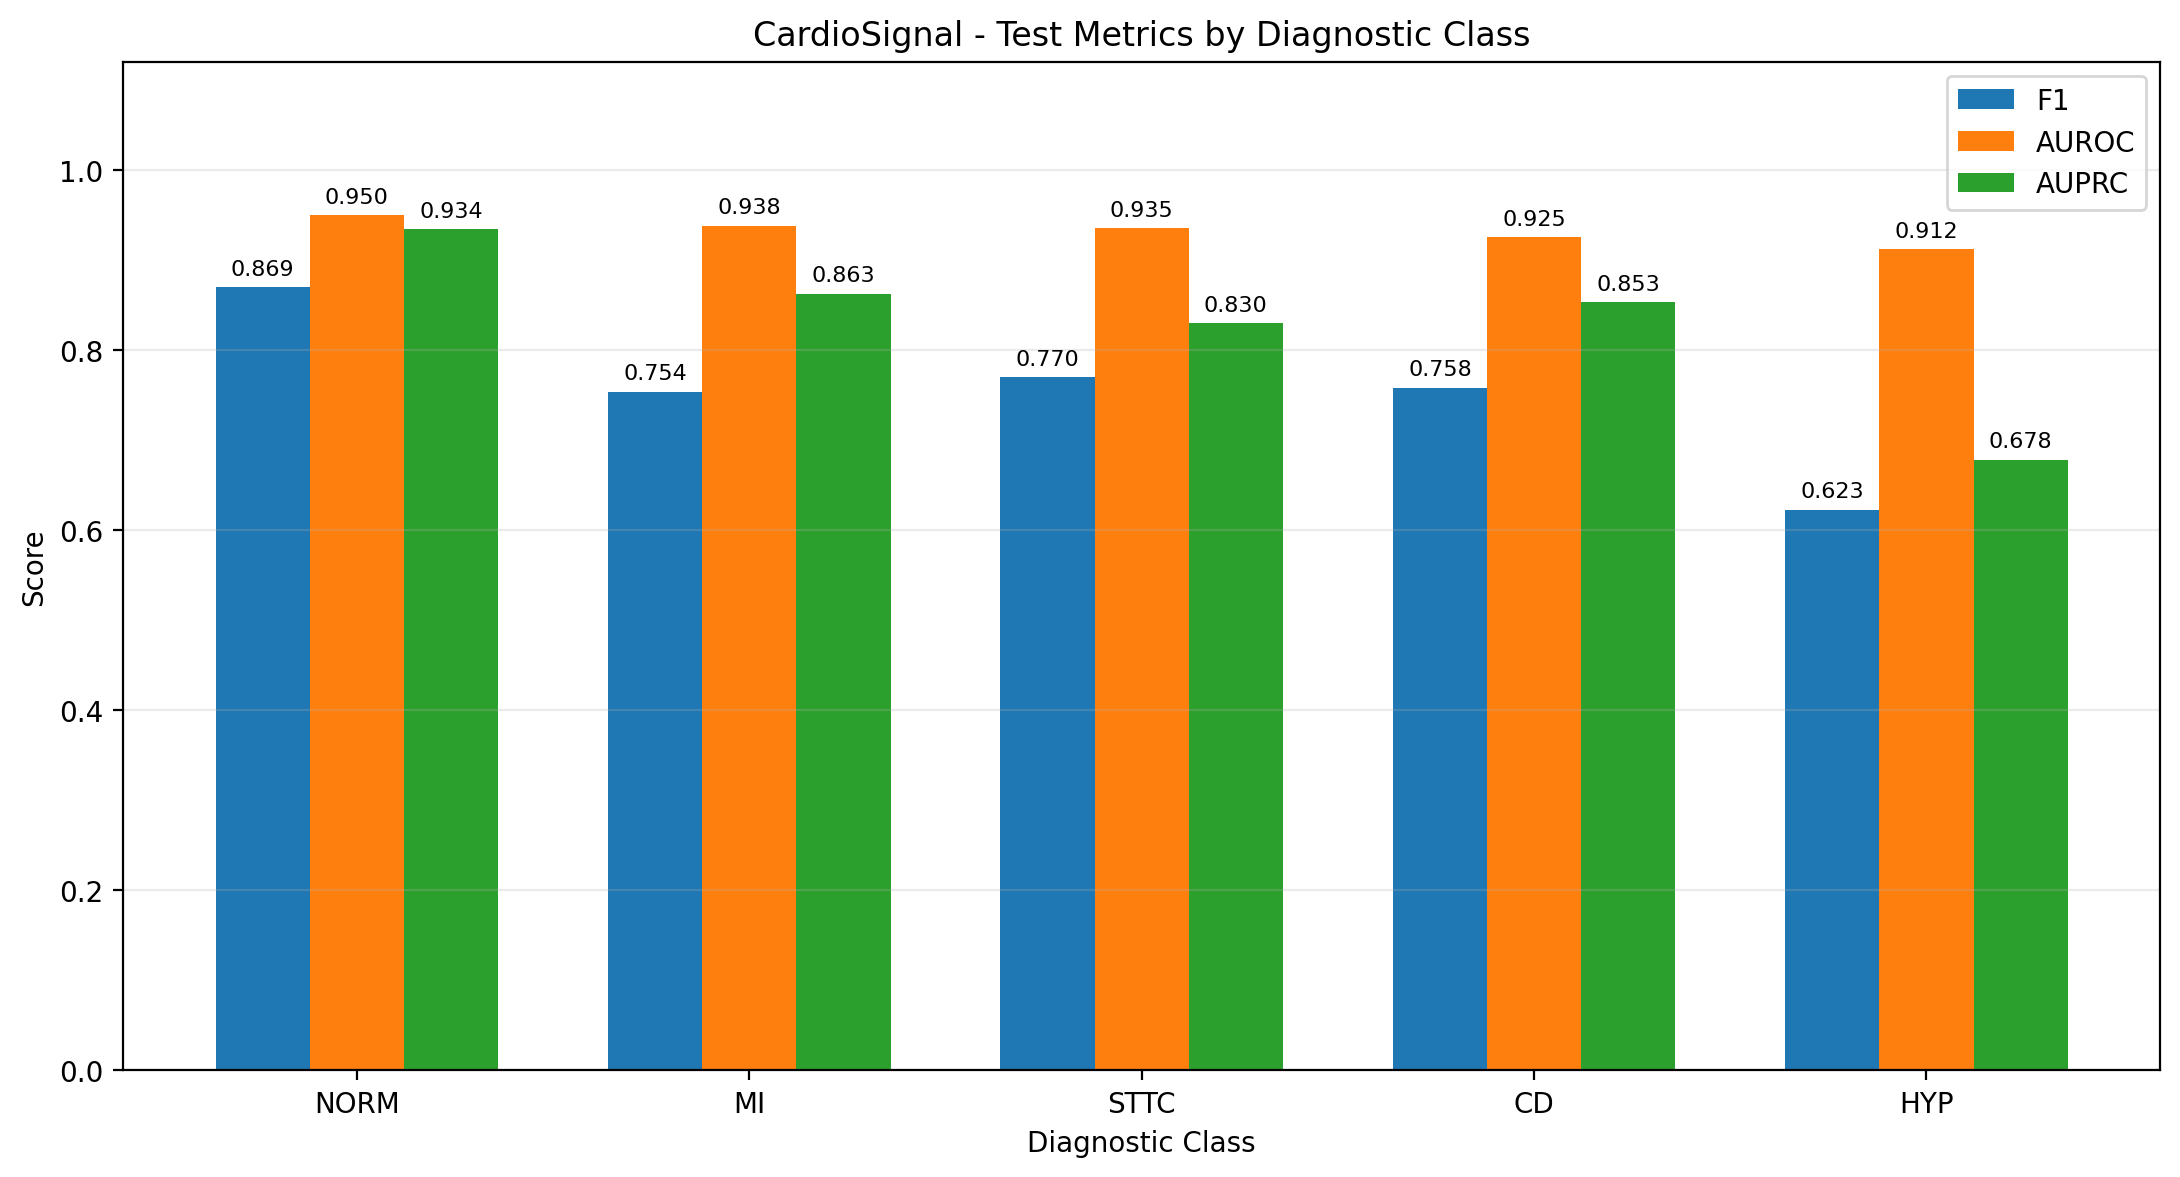 CardioSignal - Test Metrics by Diagnostic Class
F1
AUROC
AUPRC
Score
1.0
0.8
0.6
0.4
0.2
0.0
0.869
0.950
0.934
0.754
0.938
0.863
0.770
0.935
0.830
0.758
0.925
0.853
0.623
0.912
0.678
NORM
MI
STTC
CD
HYP
Diagnostic Class